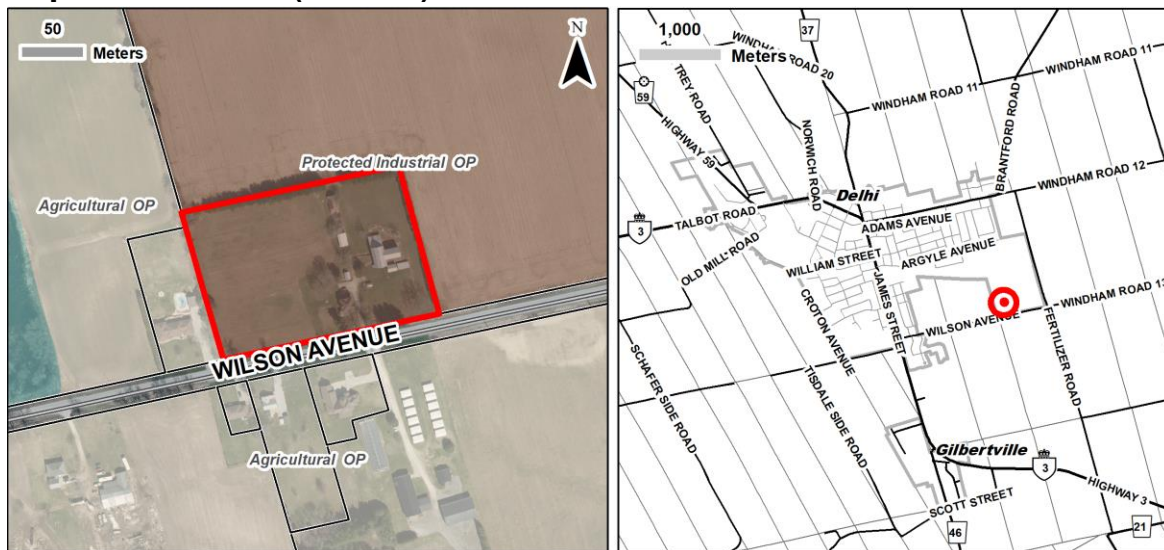 50
Meters
N
Protected Industrial OP
Agricultural OP
WILSON AVENUE
Agricultural OP
1,000
Meters
37
WINDHAM ROAD 20
WINDHAM ROAD 11
WINDHAM ROAD 11
59
HIGHWAY 59
TREY ROAD
NORWICH ROAD
BRANTFORD ROAD
WINDHAM ROAD 12
Delhi
3
TALBOT ROAD
ADAMS AVENUE
OLD MILL ROAD
WILLIAM STREET
ARGYLE AVENUE
CROTON AVENUE
JAMES STREET
WILSON AVENUE
WINDHAM ROAD 13
FERTILIZER ROAD
SCHAFER SIDE ROAD
TISDALE SIDE ROAD
Gilbertville
3
HIGHWAY 3
SCOTT STREET
46
21